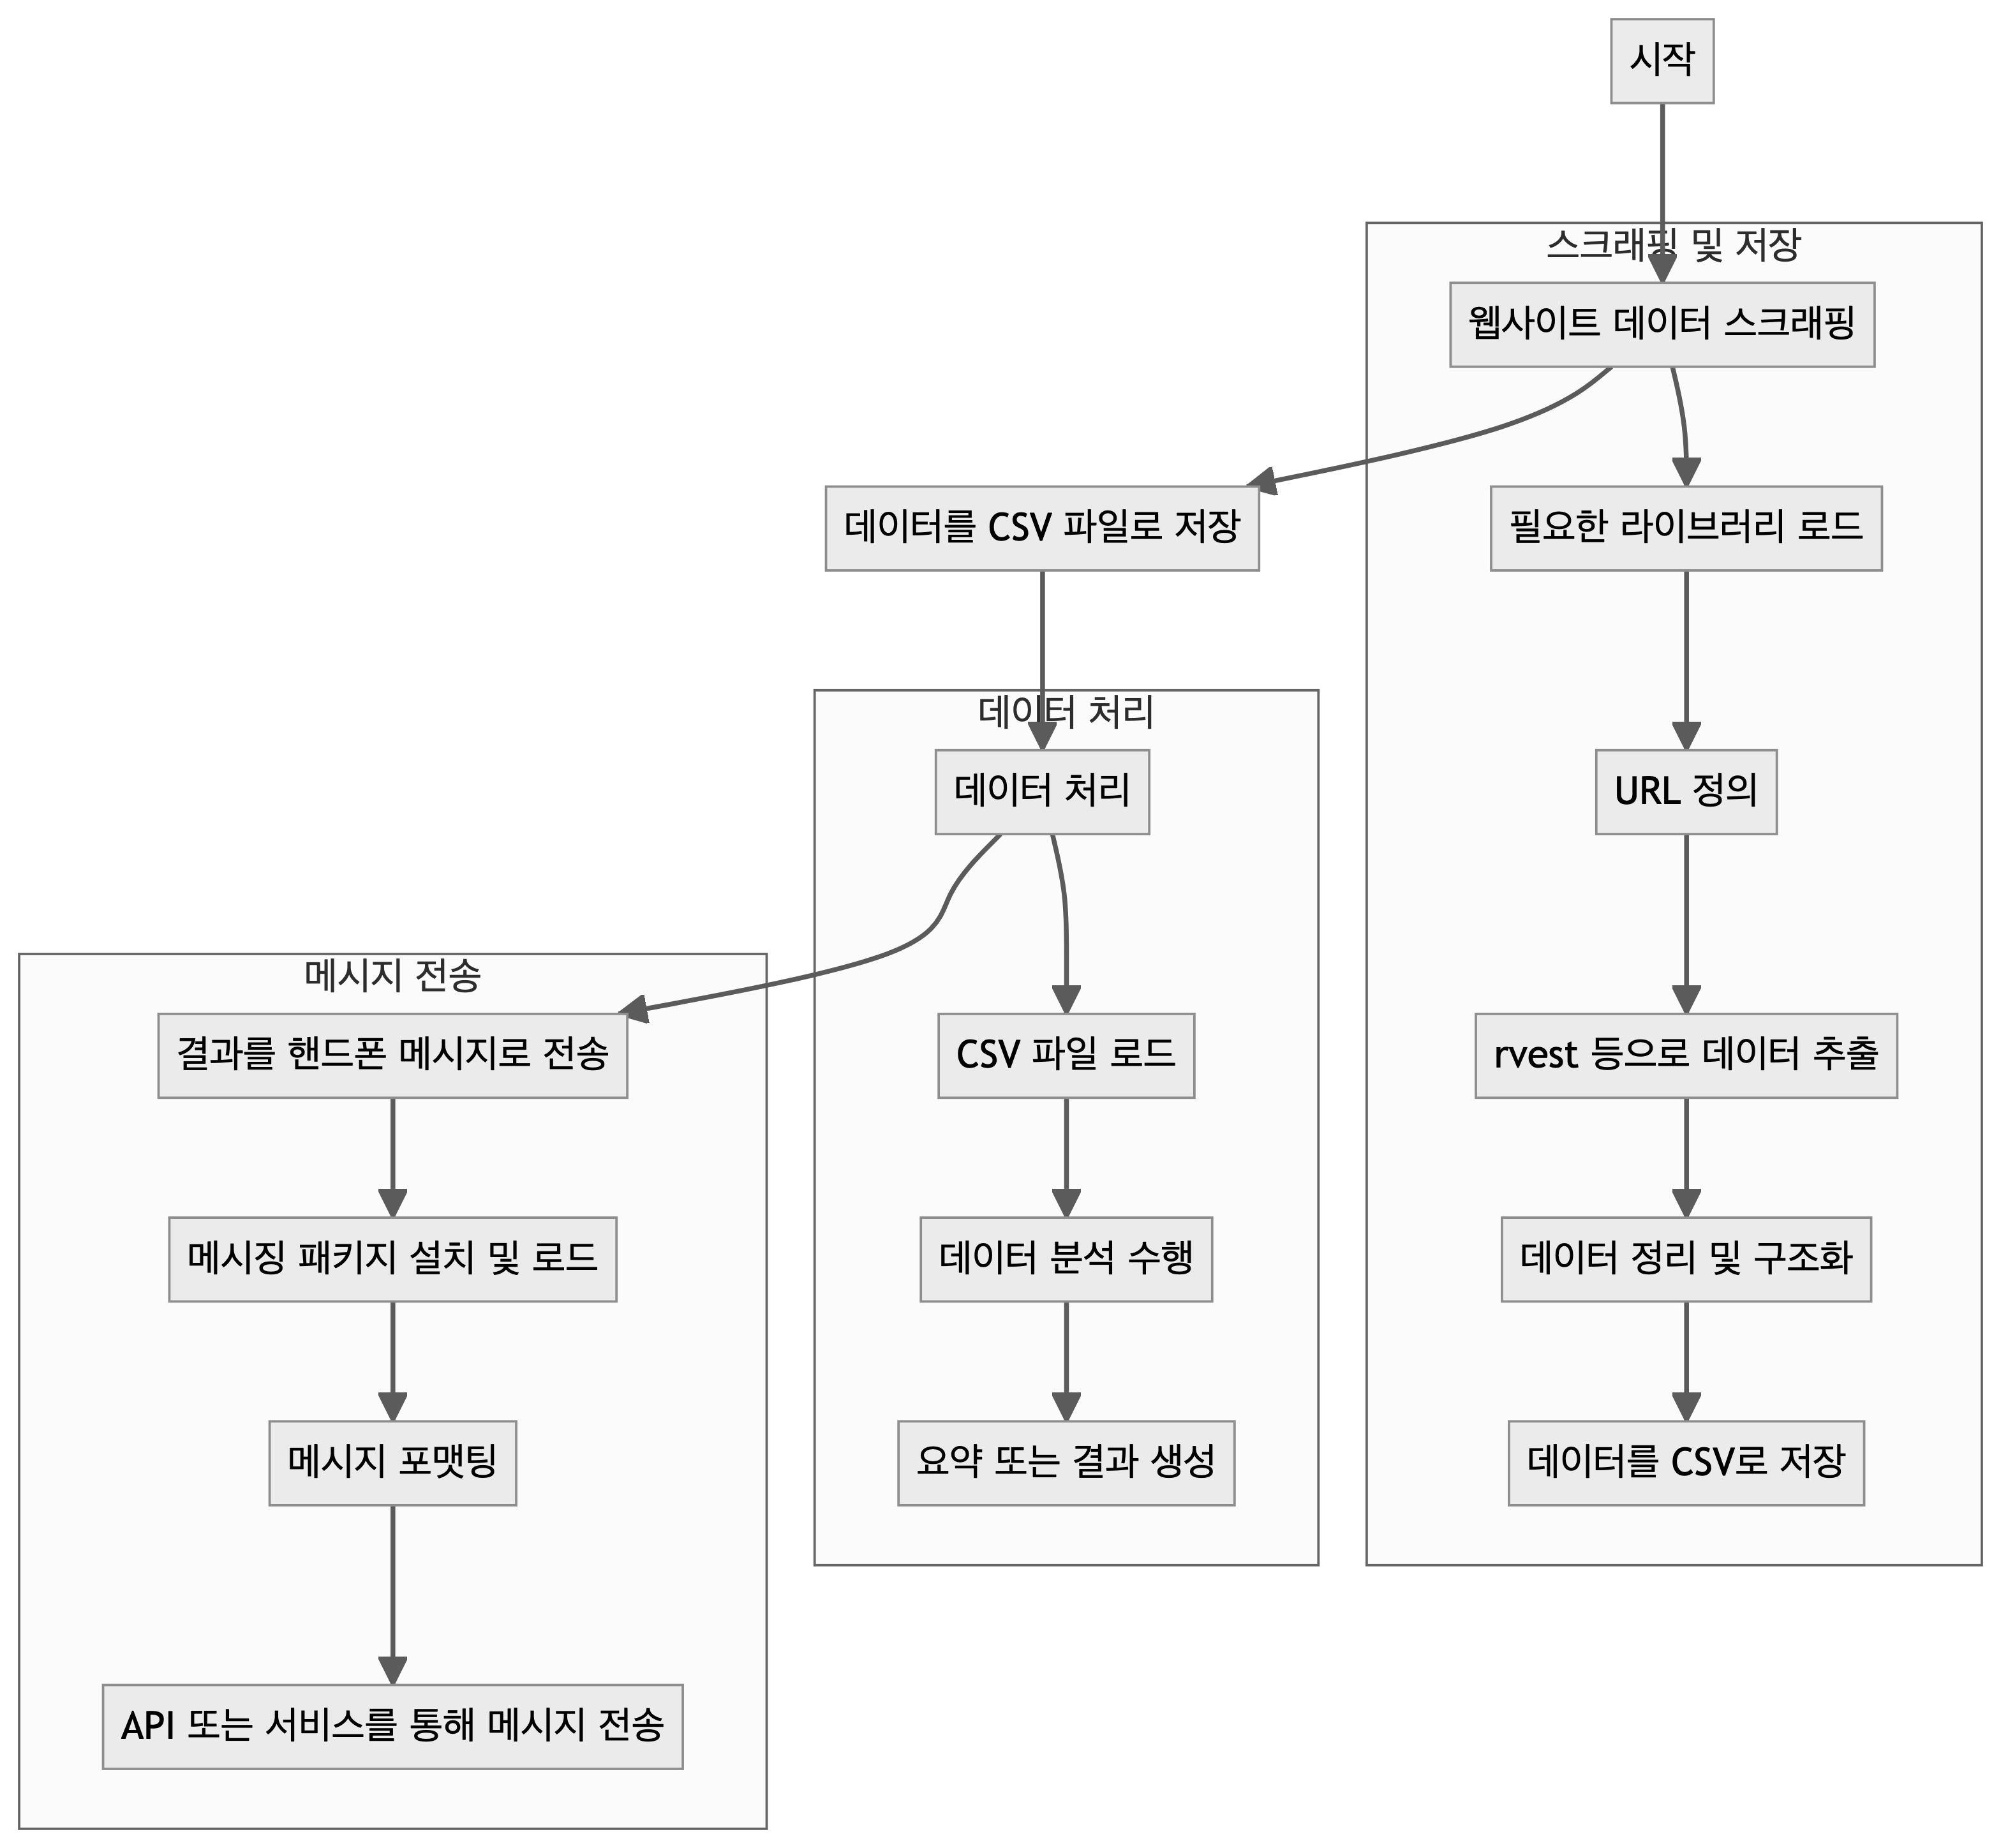 시작
스크래핑 및 저장
웹사이트 데이터 스크래핑
데이터를 CSV 파일로 저장
필요한 라이브러리 로드
데이터 처리
데이터 처리
URL 정의
메시지 전송
결과를 핸드폰 메시지로 전송
CSV 파일 로드
rvest 등으로 데이터 추출
메시징 패키지 설치 및 로드
데이터 분석 수행
데이터 정리 및 구조화
메시지 포맷팅
요약 또는 결과 생성
데이터를 CSV로 저장
API 또는 서비스를 통해 메시지 전송